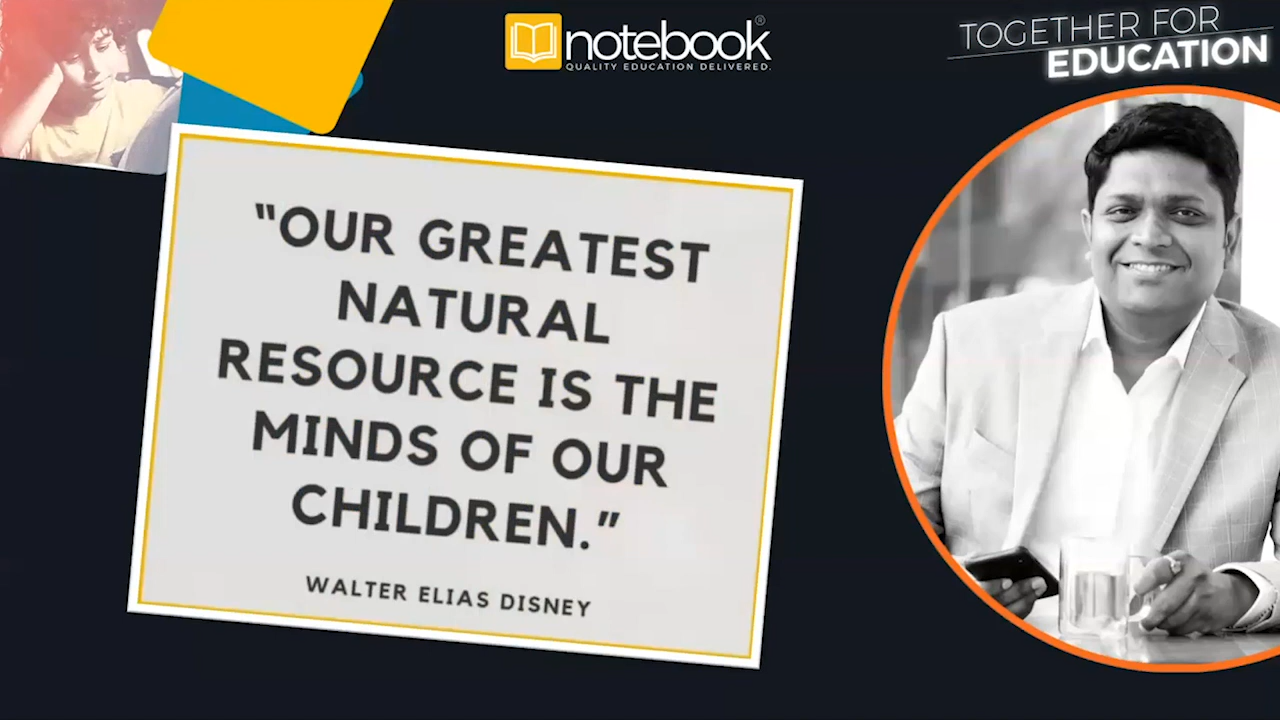 notebook®
QUALITY EDUCATION DELIVERED.
TOGETHER FOR
EDUCATION
“OUR GREATEST
NATURAL
RESOURCE IS THE
MINDS OF OUR
CHILDREN.”
WALTER ELIAS DISNEY